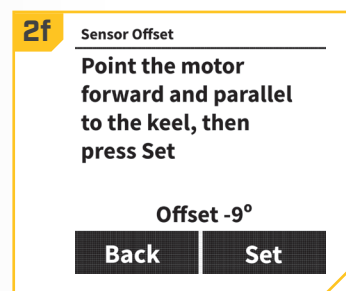 2f
Sensor Offset
Point the motor
forward and parallel
to the keel, then
press Set
Offset -9°
Back Set